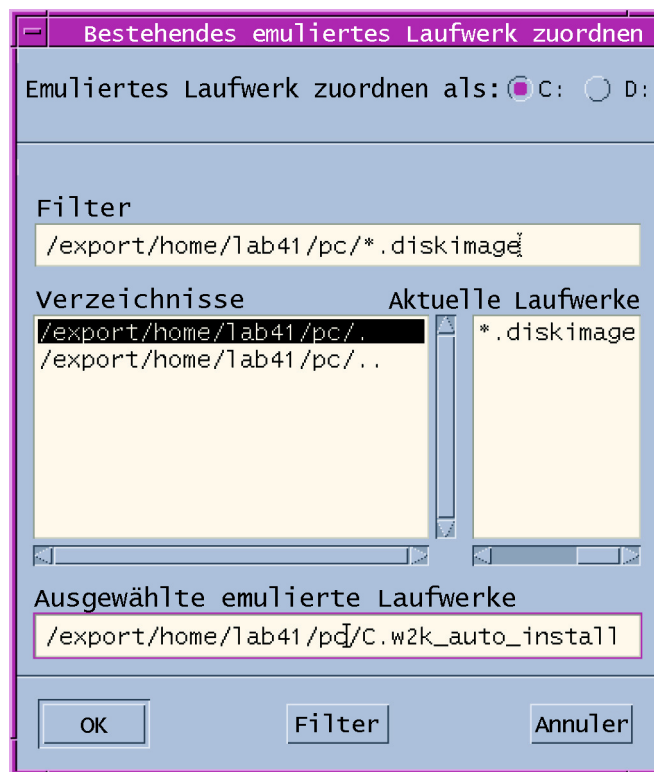 Bestehendes emuliertes Laufwerk zuordnen
Emuliertes Laufwerk zuordnen als: C: D:
Filter
/export/home/lab41/pc/*.diskimage
Verzeichnisse Aktuelle Laufwerke
/export/home/lab41/pc/. *.diskimage
/export/home/lab41/pc/..
Ausgewählte emulierte Laufwerke
/export/home/lab41/pc/C.w2k_auto_install
OK Filter Annuler